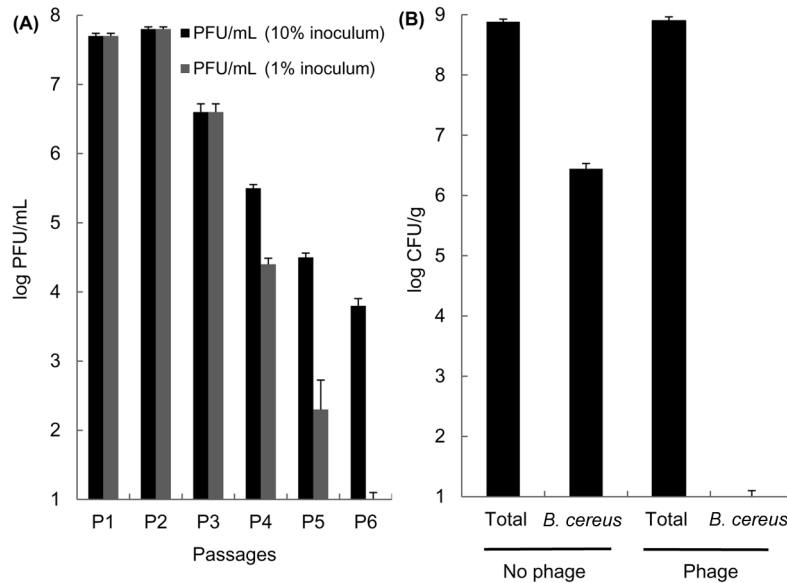 (A)
8
7
6
5
4
3
2
1
log PFU/mL
PFU/mL (10% inoculum)
PFU/mL (1% inoculum)
P1 P2 P3 P4 P5 P6
Passages
(B)
9
8
7
6
5
4
3
2
1
log CFU/g
Total B. cereus Total B. cereus
No phage Phage